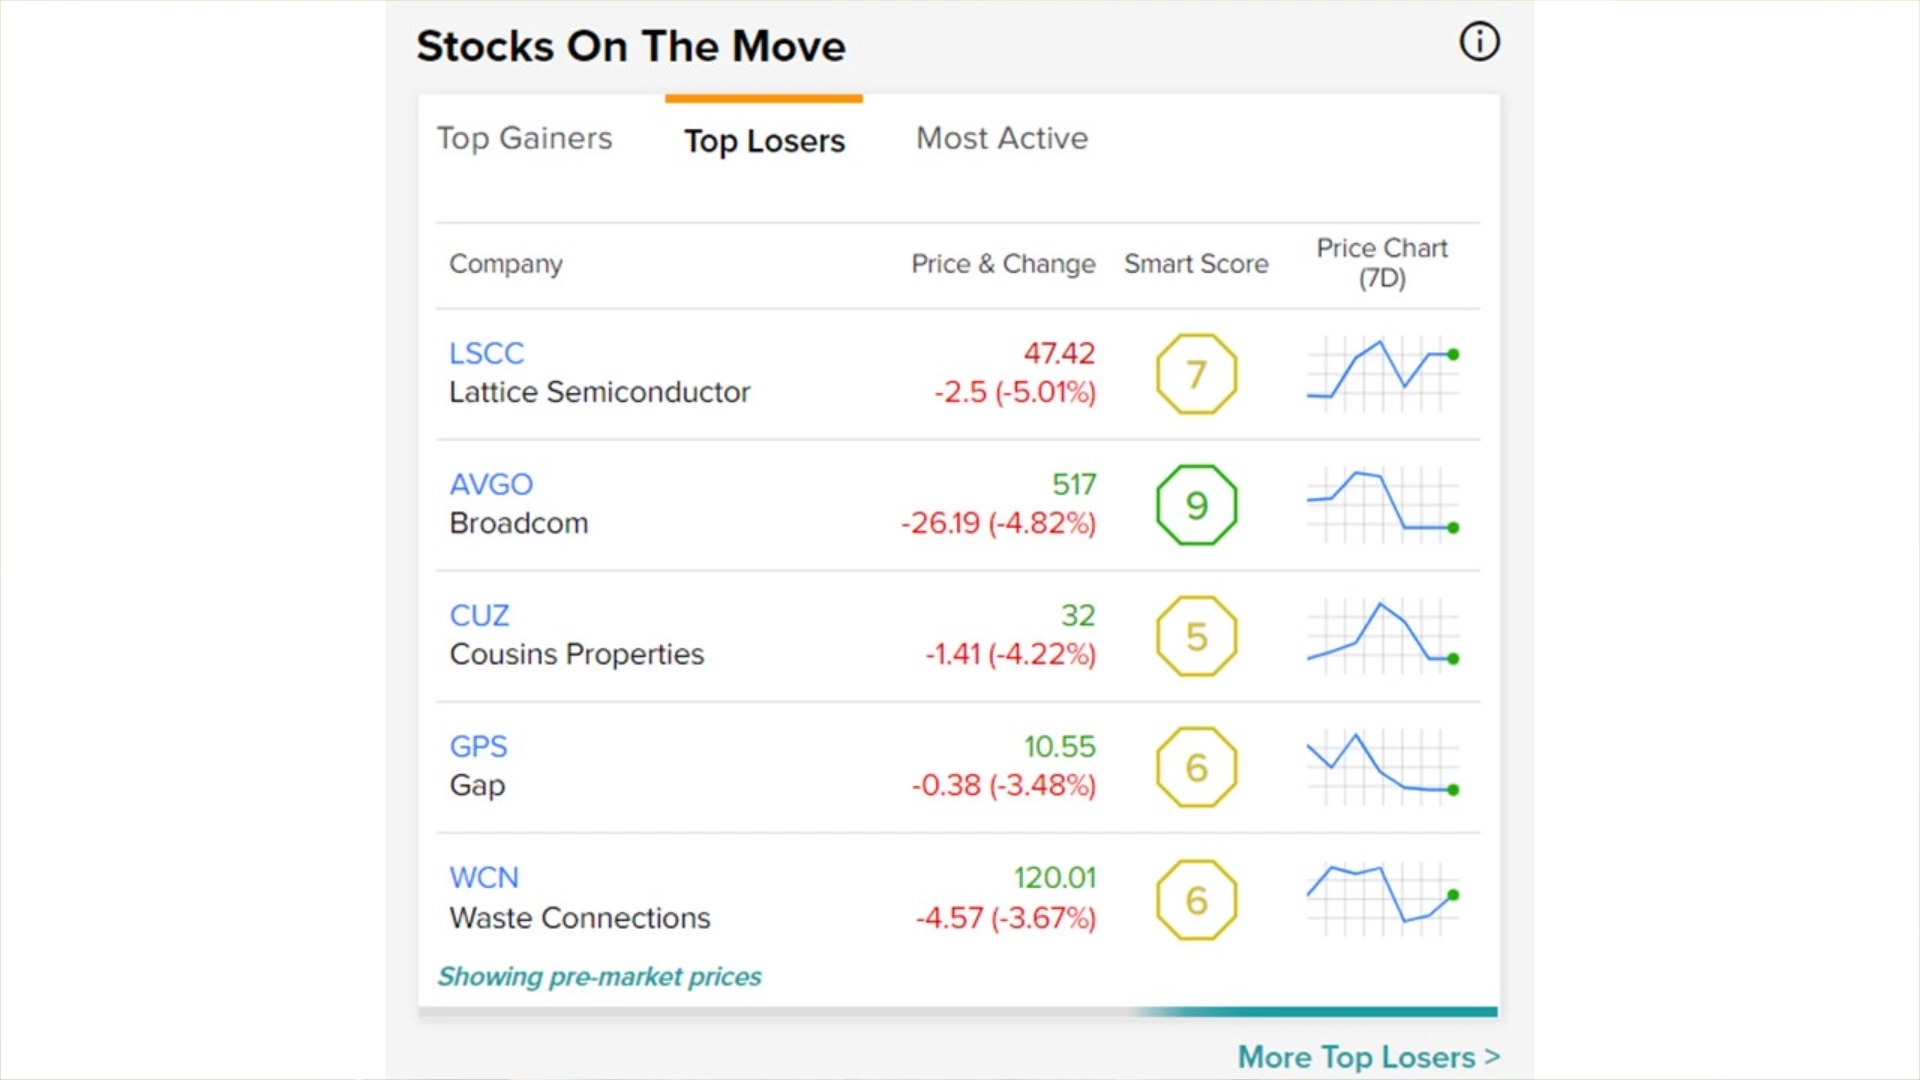 Stocks On The Move
Top Gainers
Top Losers
Most Active
Company
Price & Change
Smart Score
Price Chart
(7D)
LSCC
Lattice Semiconductor
47.42
-2.5 (-5.01%)
7
AVGO
Broadcom
517
-26.19 (-4.82%)
9
CUZ
Cousins Properties
32
-1.41 (-4.22%)
5
GPS
Gap
10.55
-0.38 (-3.48%)
6
WCN
Waste Connections
120.01
-4.57 (-3.67%)
6
Showing pre-market prices
More Top Losers >